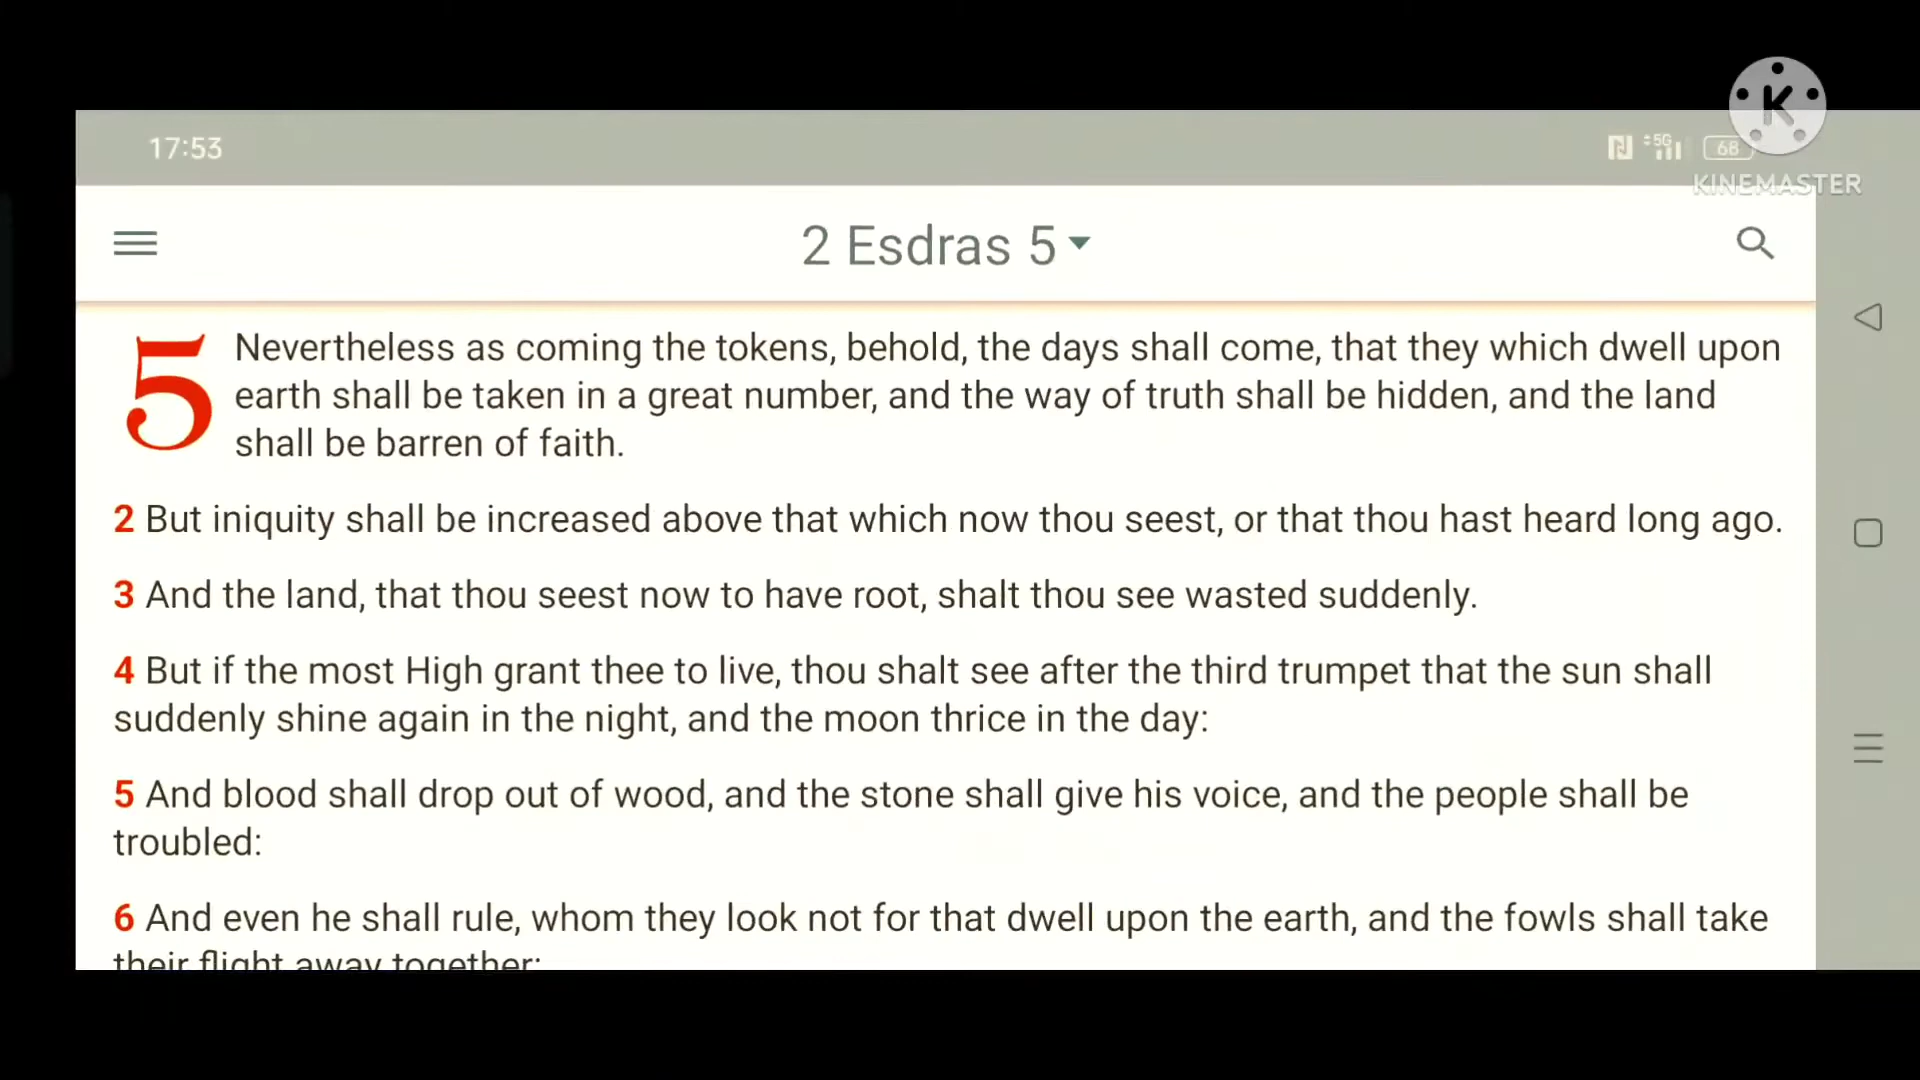 17:53
5G
68
K
KINEMASTER
2 Esdras 5
5 Nevertheless as coming the tokens, behold, the days shall come, that they which dwell upon
earth shall be taken in a great number, and the way of truth shall be hidden, and the land
shall be barren of faith.
2 But iniquity shall be increased above that which now thou seest, or that thou hast heard long ago.
3 And the land, that thou seest now to have root, shalt thou see wasted suddenly.
4 But if the most High grant thee to live, thou shalt see after the third trumpet that the sun shall
suddenly shine again in the night, and the moon thrice in the day:
5 And blood shall drop out of wood, and the stone shall give his voice, and the people shall be
troubled:
6 And even he shall rule, whom they look not for that dwell upon the earth, and the fowls shall take
their flight away together: